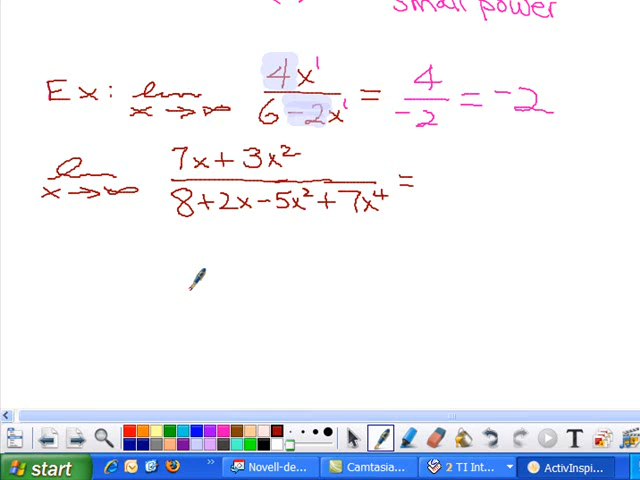 small power
Ex: lim x→∞ 4x¹ / 6 -2x¹ = 4 / -2 = -2
lim x→∞ 7x + 3x² / 8 + 2x - 5x² + 7x⁴ =
start
Novell-de...
Camtasia...
2 TI Int...
ActivInspi...